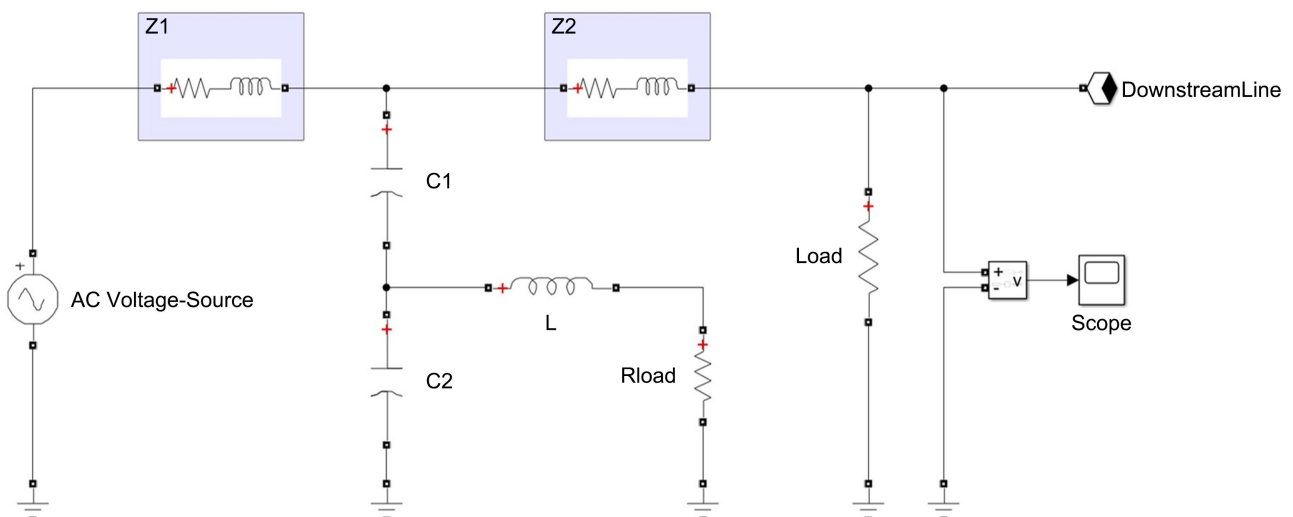 Z1
Z2
DownstreamLine
C1
Load
+
-
v
+
AC Voltage-Source
L
Scope
C2
Rload